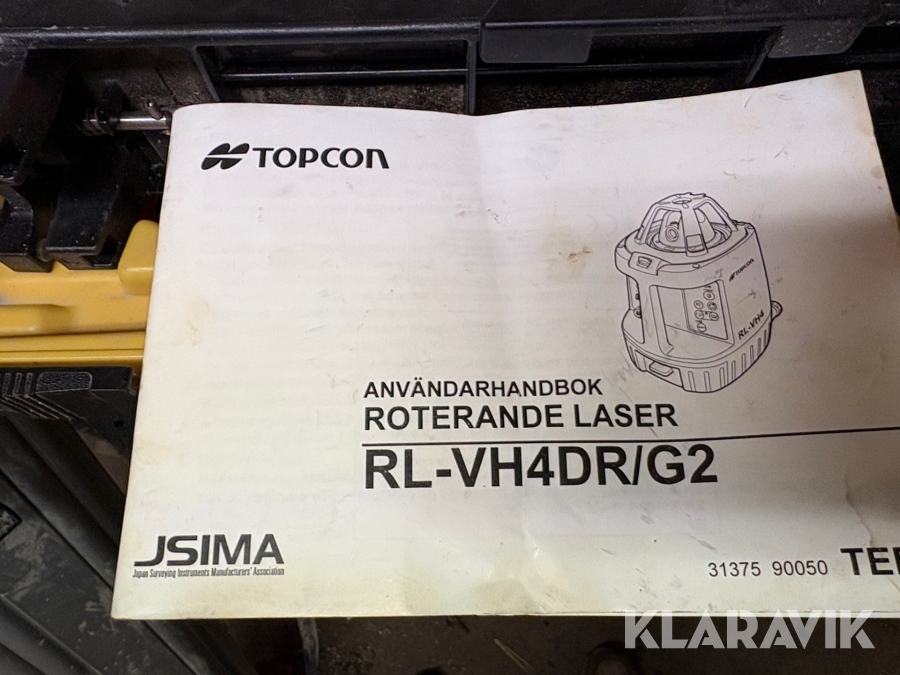 TOPCON
TOPCON
RL-VH4
ANVÄNDARHANDBOK
ROTERANDE LASER
RL-VH4DR/G2
JSIMA
Japan Surveying Instruments Manufacturers' Association
31375 90050
KLARAVIK